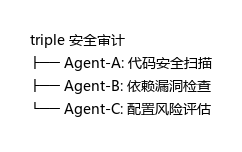 triple 安全审计
├── Agent-A: 代码安全扫描
├── Agent-B: 依赖漏洞检查
└── Agent-C: 配置风险评估